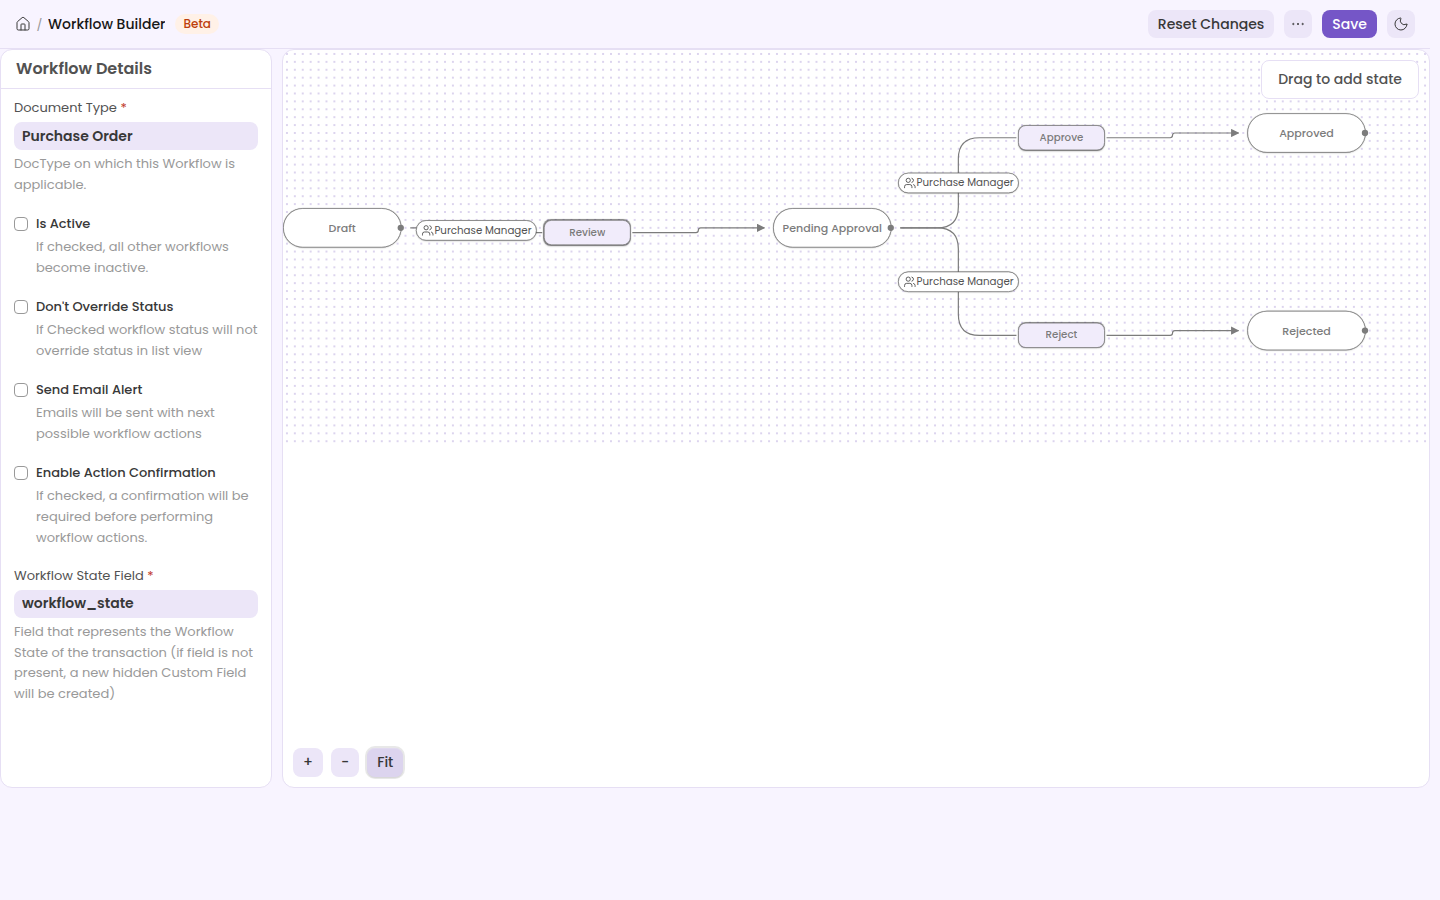 / Workflow Builder Beta
Reset Changes ... Save
Workflow Details
Document Type *
Purchase Order
DocType on which this Workflow is
applicable.
Is Active
If checked, all other workflows
become inactive.
Don't Override Status
If Checked workflow status will not
override status in list view
Send Email Alert
Emails will be sent with next
possible workflow actions
Enable Action Confirmation
If checked, a confirmation will be
required before performing
workflow actions.
Workflow State Field *
workflow_state
Field that represents the Workflow
State of the transaction (if field is not
present, a new hidden Custom Field
will be created)
Drag to add state
Approve
Approved
Purchase Manager
Draft
Purchase Manager
Review
Pending Approval
Purchase Manager
Reject
Rejected
+ - Fit